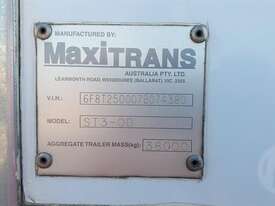 MANUFACTURED BY:
MaxiTRANS
AUSTRALIA PTY. LTD.
LEARMONTH ROAD, WENDOUREE (BALLARAT) VIC. 3355
V.I.N.:
MODEL: ST3-OD
AGGREGATE TRAILER MASS(kg): 38000